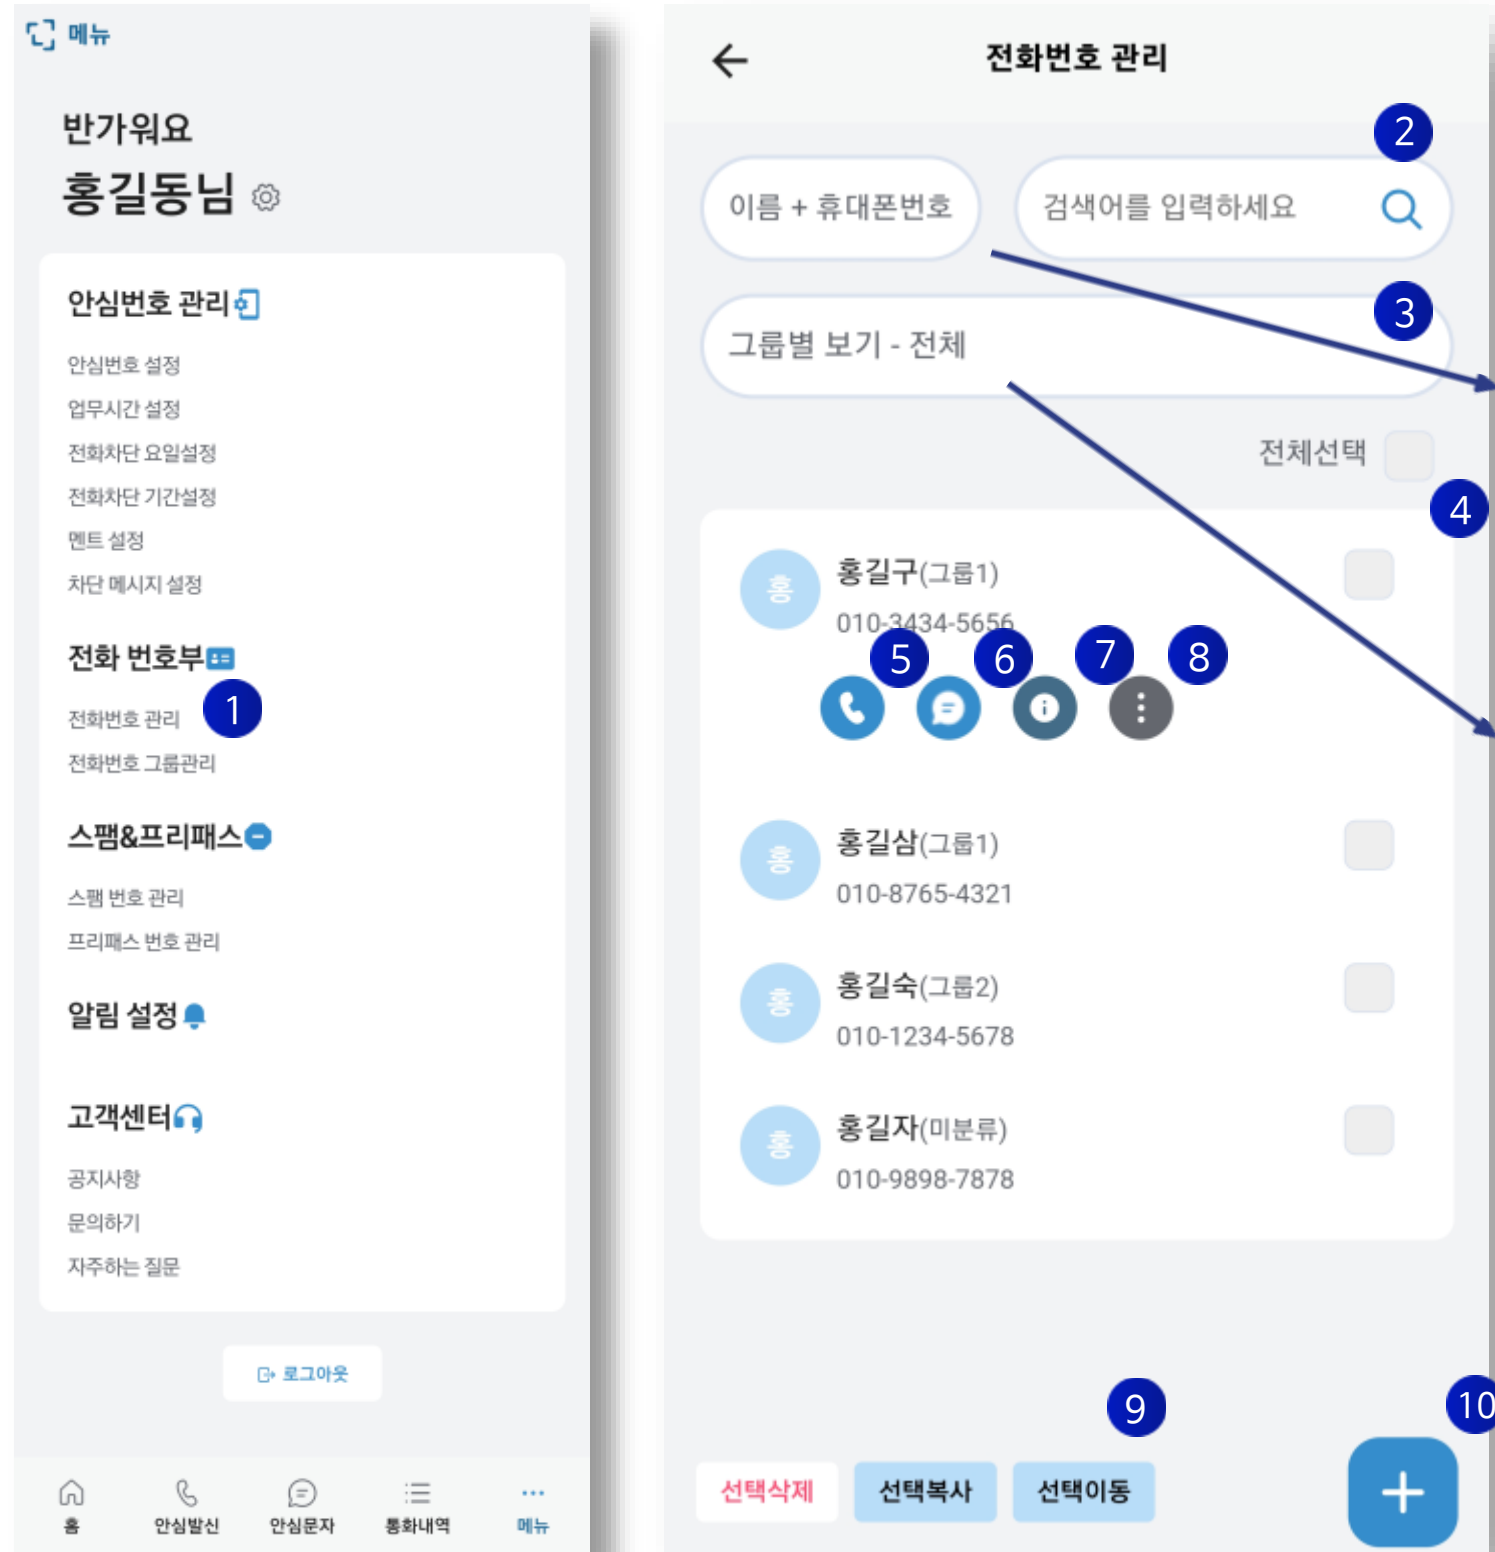 메뉴
반가워요
홍길동님
안심번호 관리
안심번호 설정
업무시간 설정
전화차단 요일설정
전화차단 기간설정
멘트 설정
차단 메시지 설정
전화 번호부
전화번호 관리
1
전화번호 그룹관리
스팸&프리패스
스팸 번호 관리
프리패스 번호 관리
알림 설정
고객센터
공지사항
문의하기
자주하는 질문
로그아웃
홈
안심발신
안심문자
통화내역
메뉴
전화번호 관리
2
이름 + 휴대폰번호
검색어를 입력하세요
3
그룹별 보기 - 전체
전체선택
4
홍
홍길구(그룹1)
010-3434-5656
5
6
7
8
홍
홍길삼(그룹1)
010-8765-4321
홍
홍길숙(그룹2)
010-1234-5678
홍
홍길자(미분류)
010-9898-7878
9
10
선택삭제
선택복사
선택이동